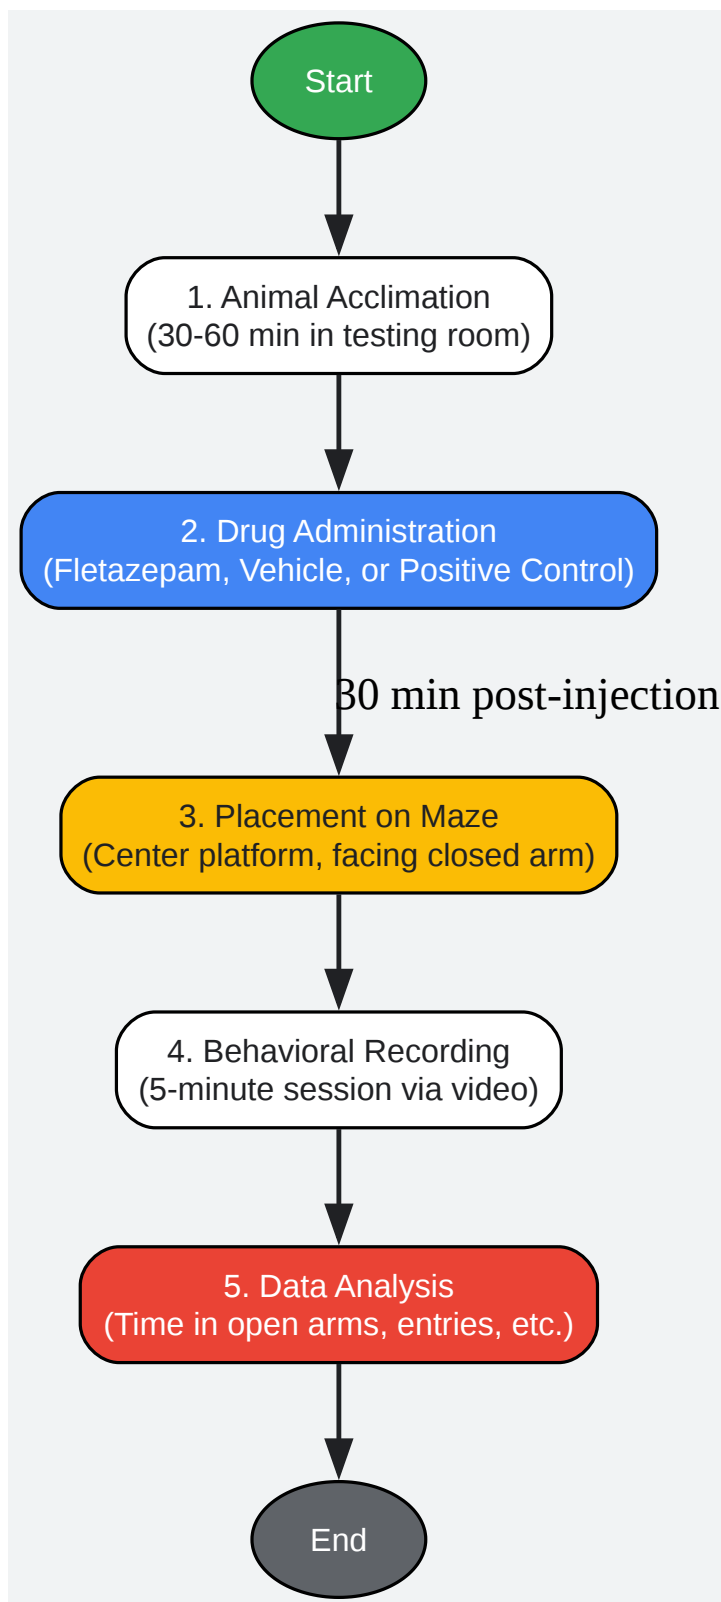 Start
1. Animal Acclimation
(30-60 min in testing room)
2. Drug Administration
(Fletazepam, Vehicle, or Positive Control)
30 min post-injection
3. Placement on Maze
(Center platform, facing closed arm)
4. Behavioral Recording
(5-minute session via video)
5. Data Analysis
(Time in open arms, entries, etc.)
End